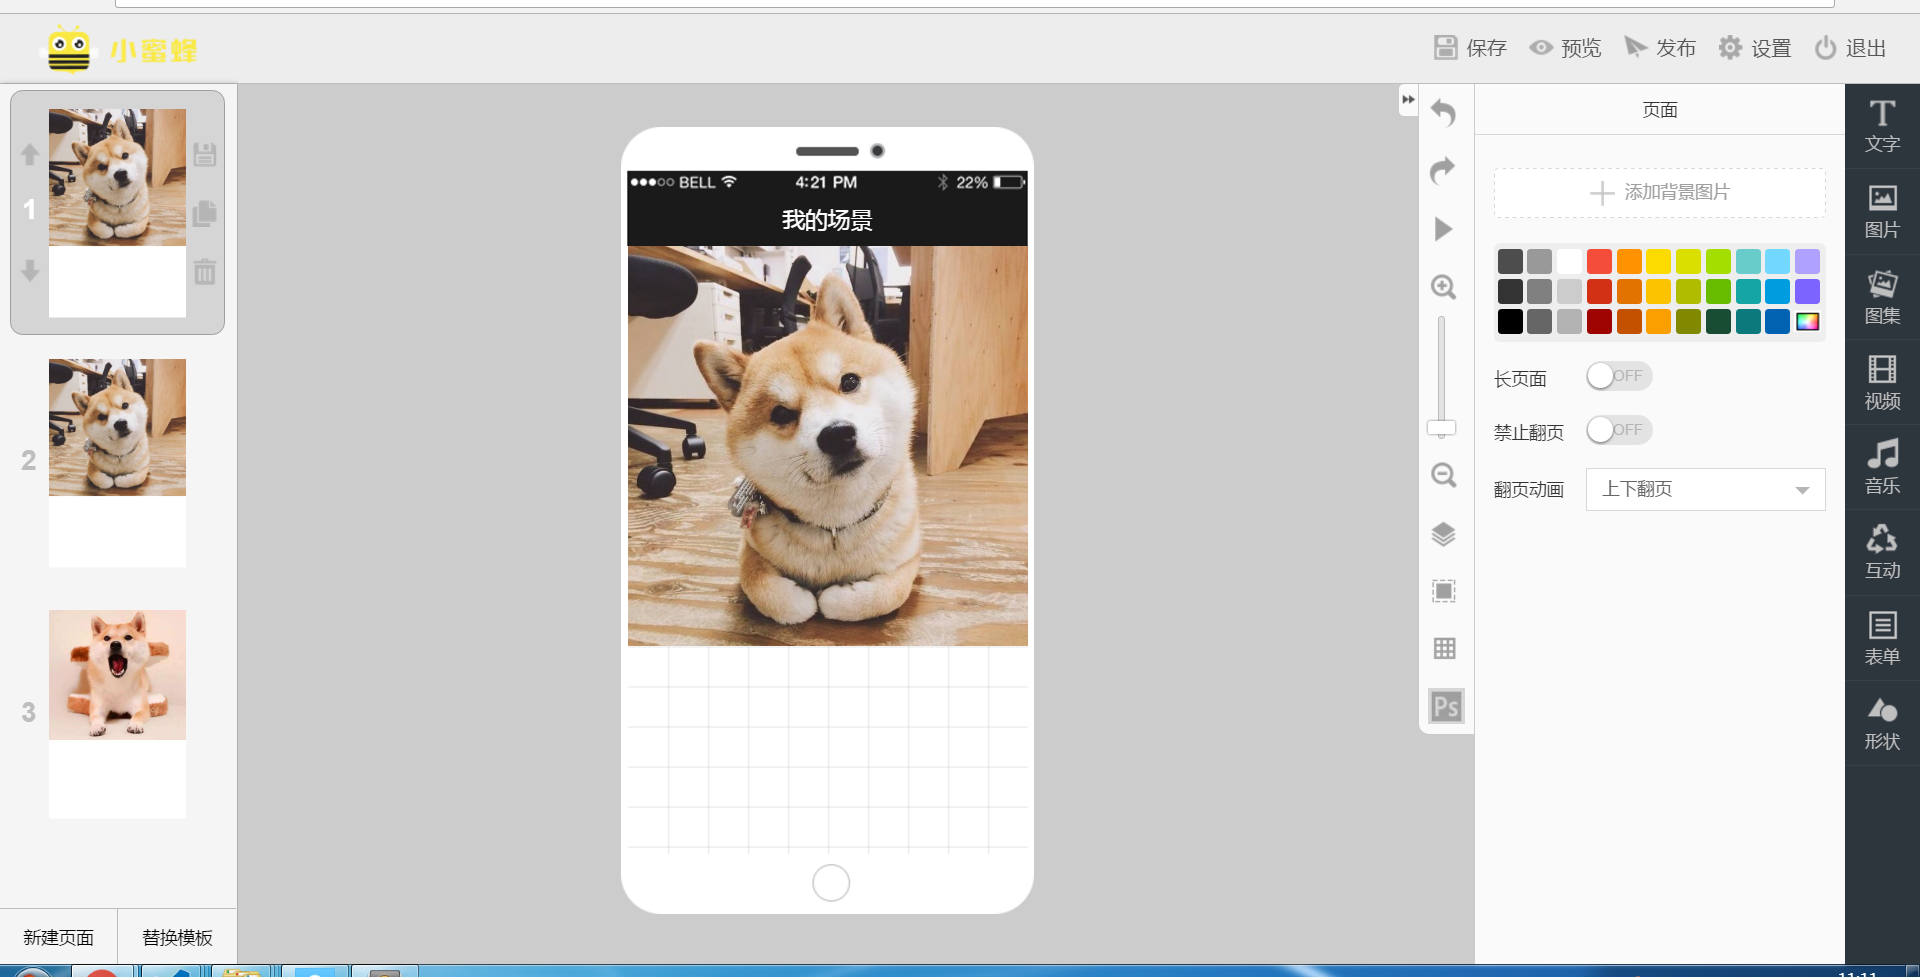 小蜜蜂
保存
预览
发布
设置
退出
1
2
3
新建页面
替换模板
BELL
4:21 PM
22%
我的场景
Ps
页面
添加背景图片
长页面
OFF
禁止翻页
OFF
翻页动画
上下翻页
文字
图片
图集
视频
音乐
互动
表单
形状